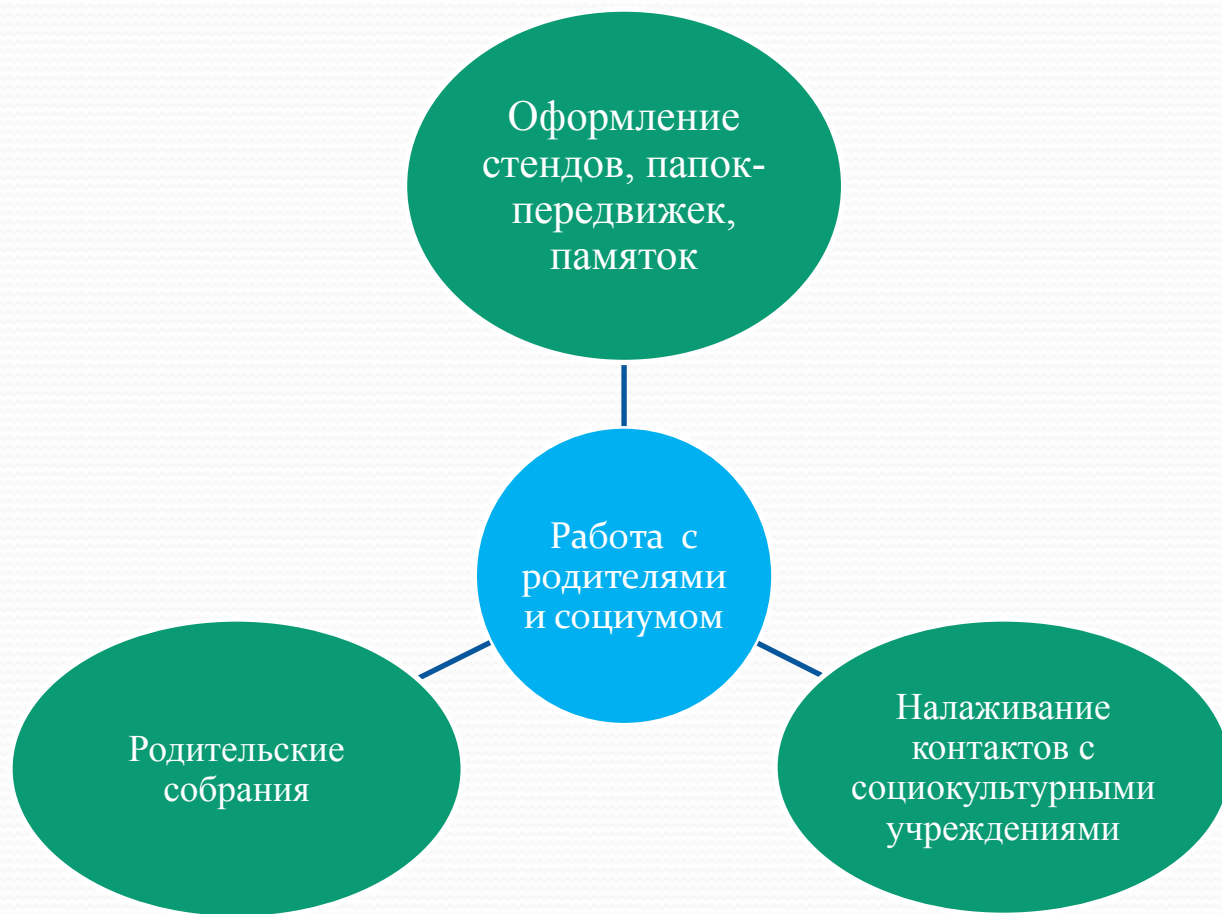 Оформление
стендов, папок-
передвижек,
памяток
Работа с
родителями
и социумом
Родительские
собрания
Налаживание
контактов с
социокультурными
учреждениями